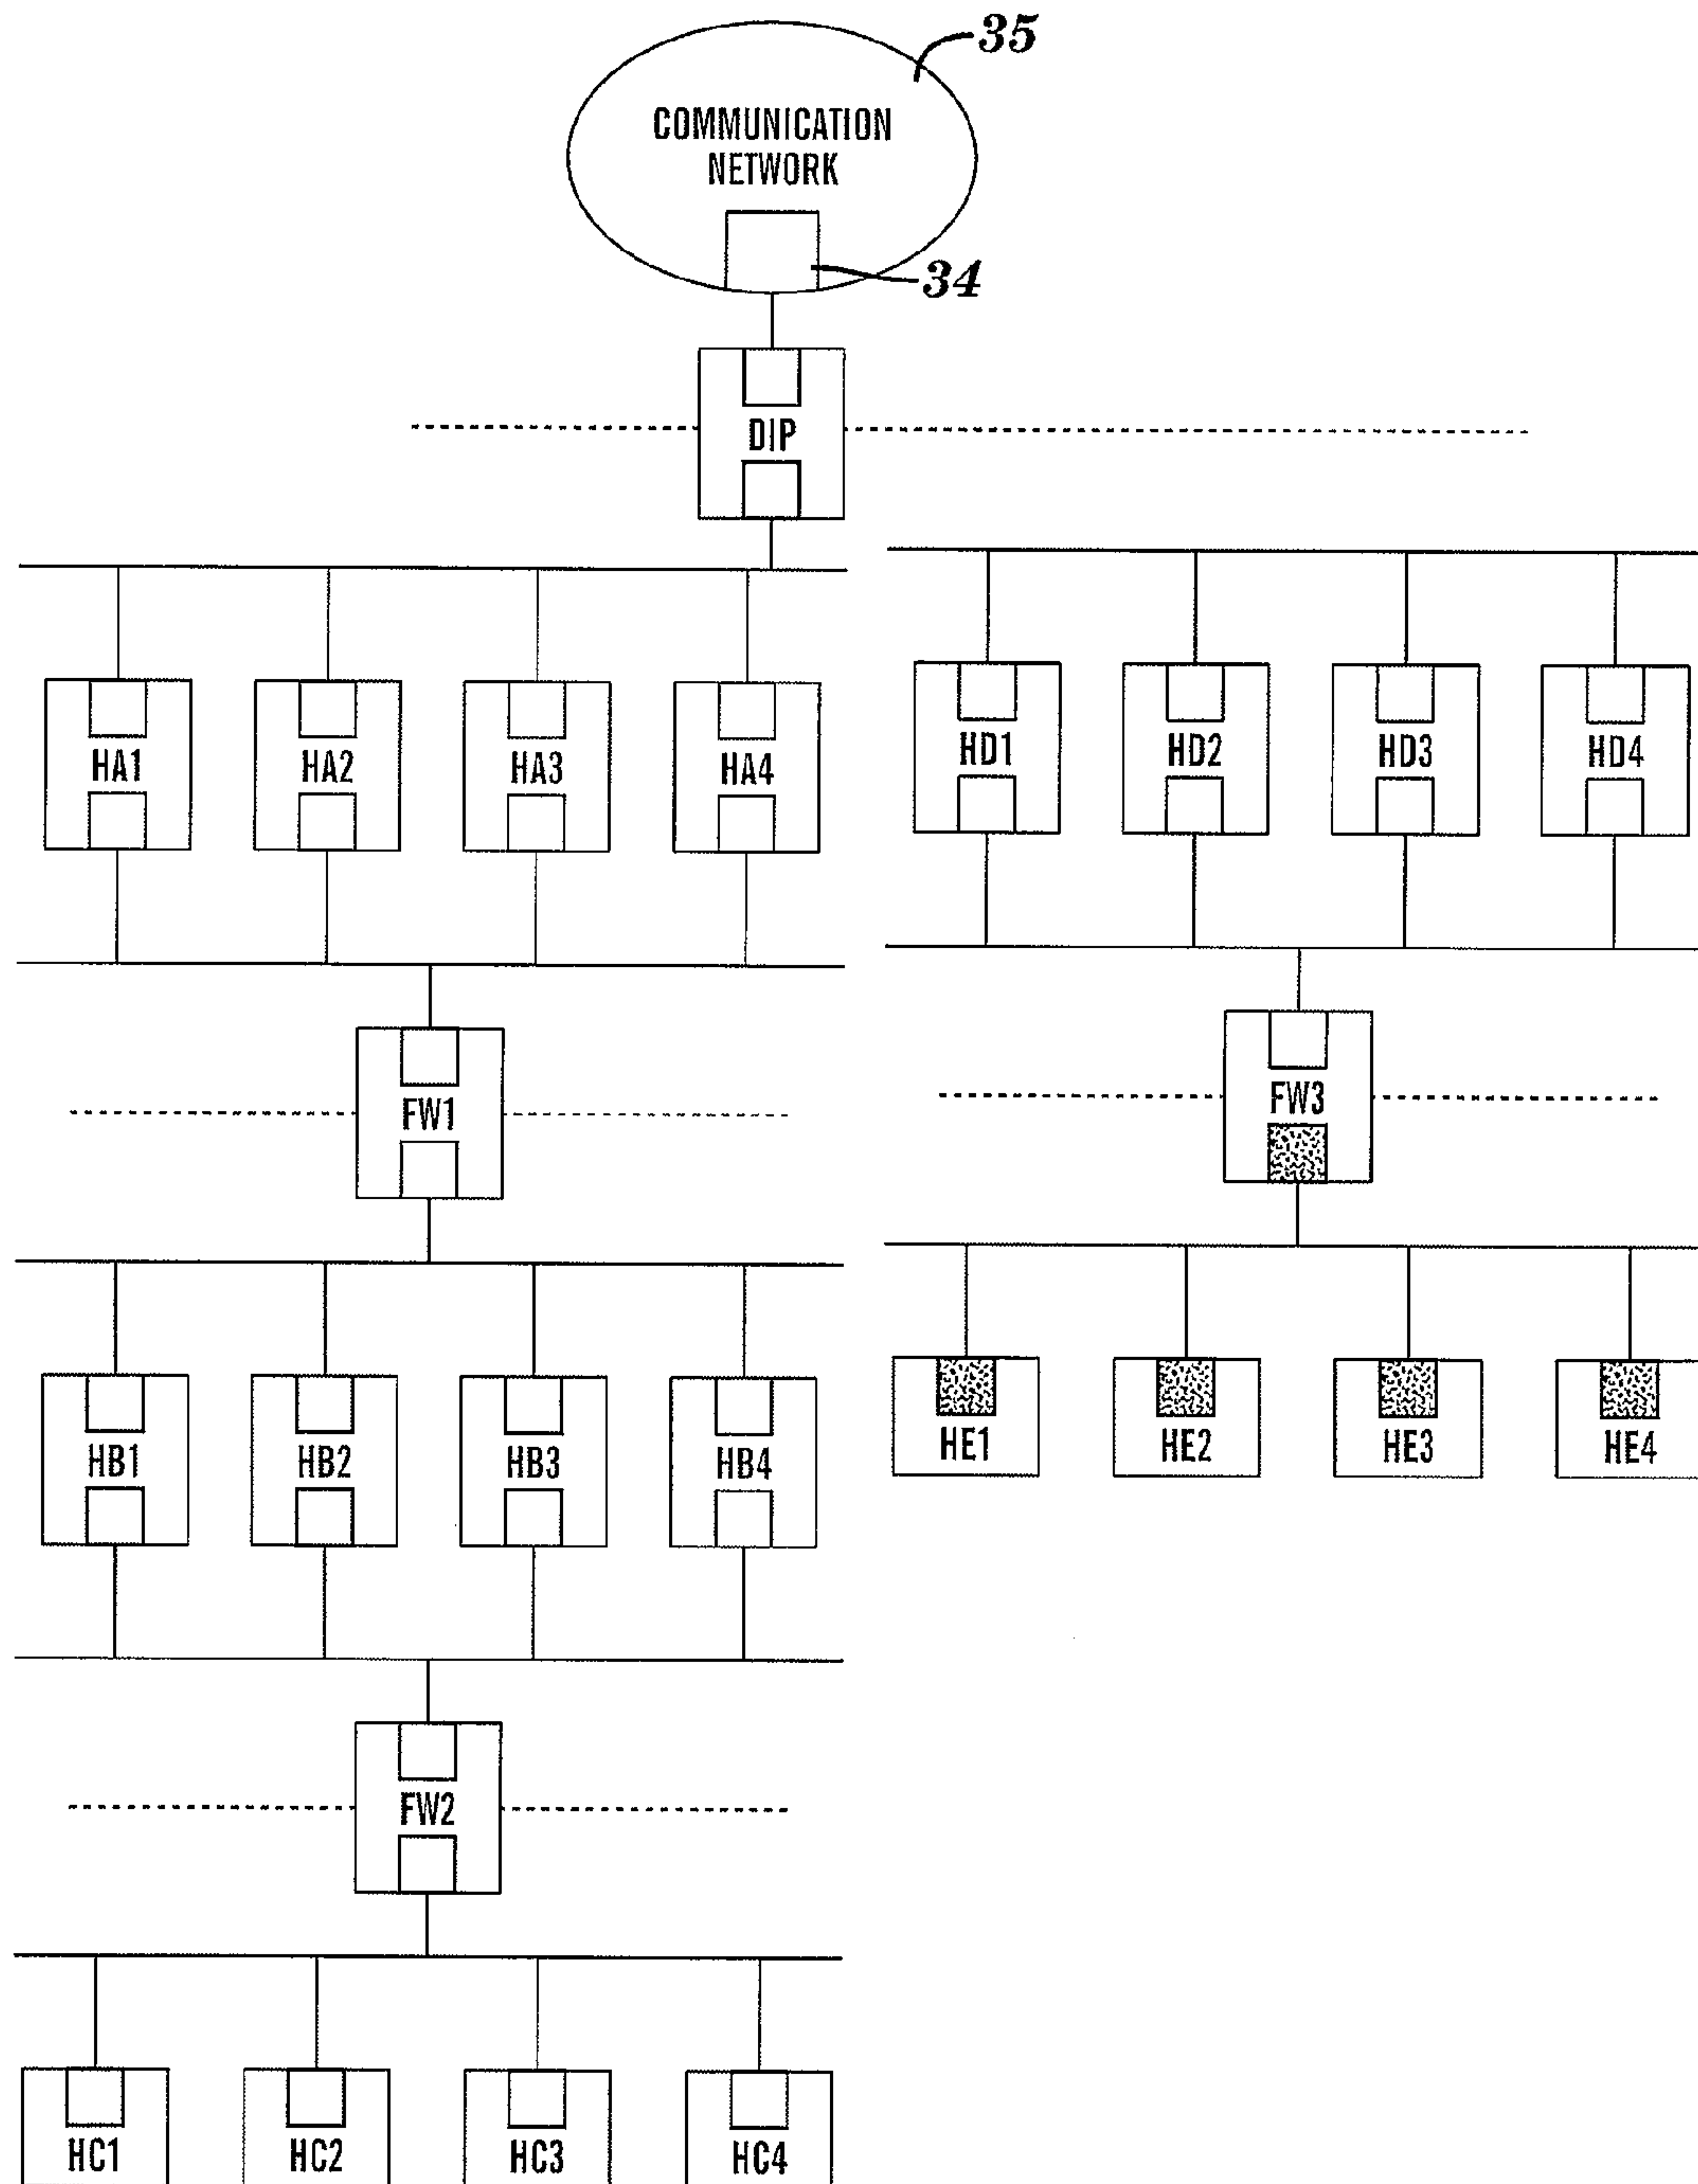 35
COMMUNICATION
NETWORK
34
DIP
HA1 HA2 HA3 HA4 HD1 HD2 HD3 HD4
FW1 FW3
HB1 HB2 HB3 HB4 HE1 HE2 HE3 HE4
FW2
HC1 HC2 HC3 HC4